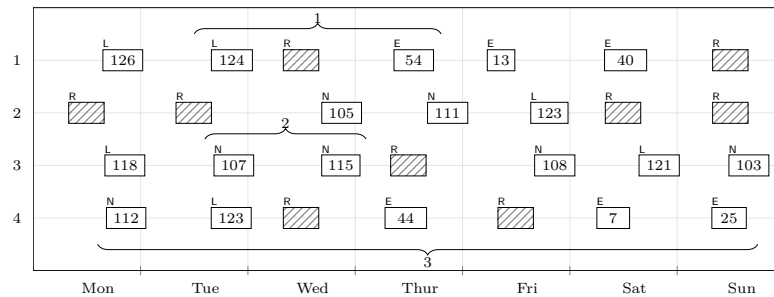 1
L L R E E E R
1 126 124 54 13 40
R R N N L R R
2 105 111 123
2
L N N R N L N
3 118 107 115 108 121 103
N L R E R E E
4 112 123 44 7 25
3
Mon Tue Wed Thur Fri Sat Sun